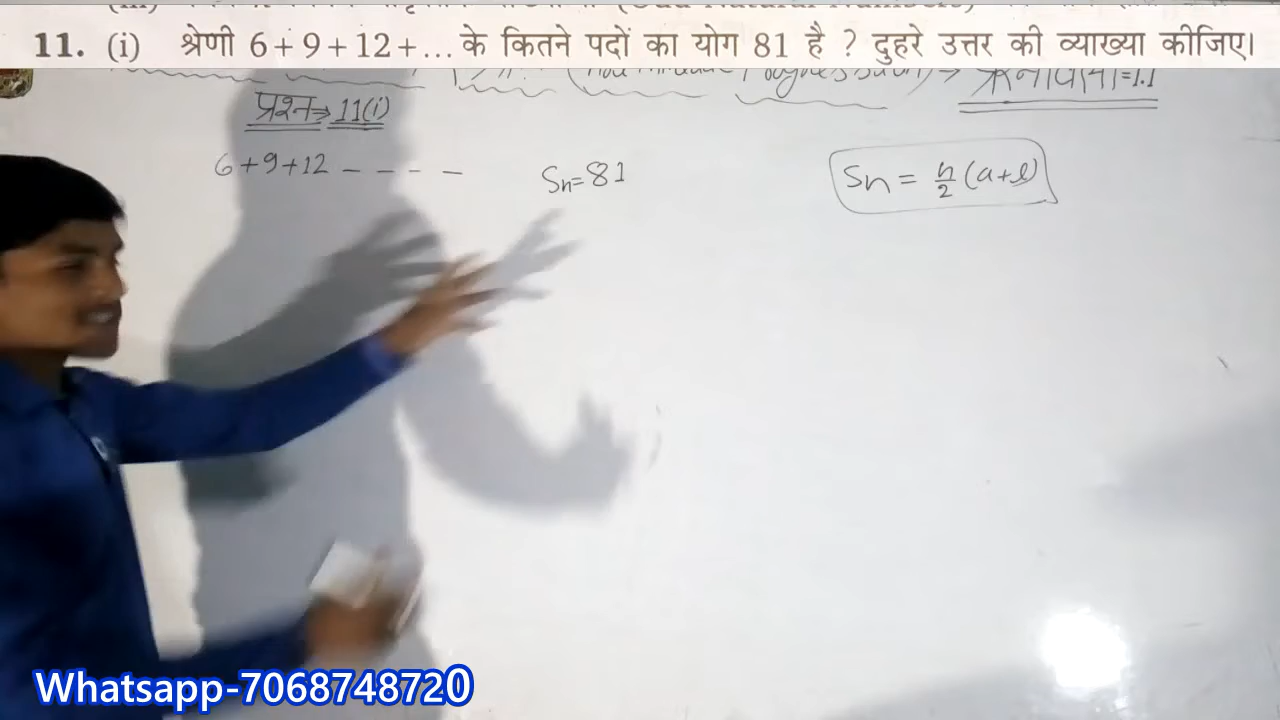 11. (i) श्रेणी 6 + 9 + 12 + ... के कितने पदों का योग 81 है ? दुहरे उत्तर की व्याख्या कीजिए।
प्रश्न → 11(i)
6 + 9 + 12 - - - - Sn = 81 Sn = n/2 (a+l)
Whatsapp-7068748720